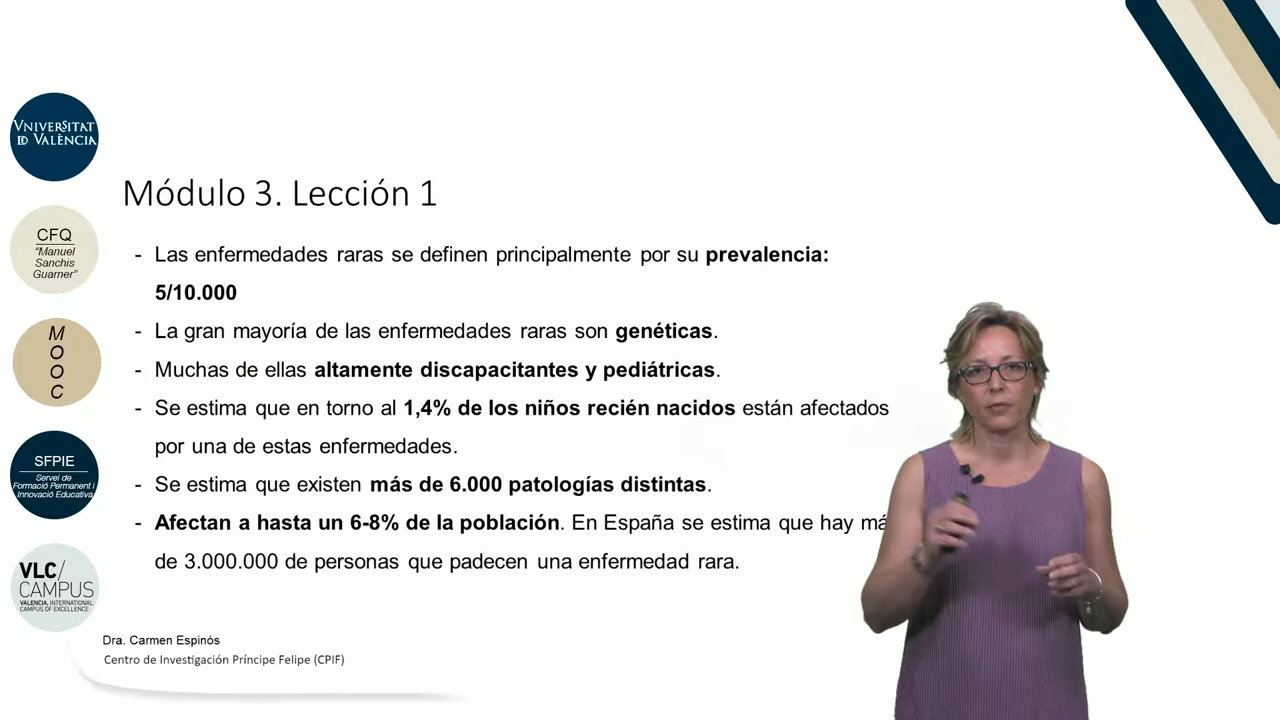 VNIVERSITAT
ID VALÈNCIA
CFQ
“Manuel
Sanchis
Guarner”
M
O
O
C
SFPIE
Servei de
Formació Permanent i
Innovació Educativa
VLC/
CAMPUS
VALENCIA, INTERNATIONAL
CAMPUS OF EXCELLENCE
Módulo 3. Lección 1
- Las enfermedades raras se definen principalmente por su prevalencia:
5/10.000
- La gran mayoría de las enfermedades raras son genéticas.
- Muchas de ellas altamente discapacitantes y pediátricas.
- Se estima que en torno al 1,4% de los niños recién nacidos están afectados
por una de estas enfermedades.
- Se estima que existen más de 6.000 patologías distintas.
- Afectan a hasta un 6-8% de la población. En España se estima que hay má
de 3.000.000 de personas que padecen una enfermedad rara.
Dra. Carmen Espinós
Centro de Investigación Príncipe Felipe (CPIF)